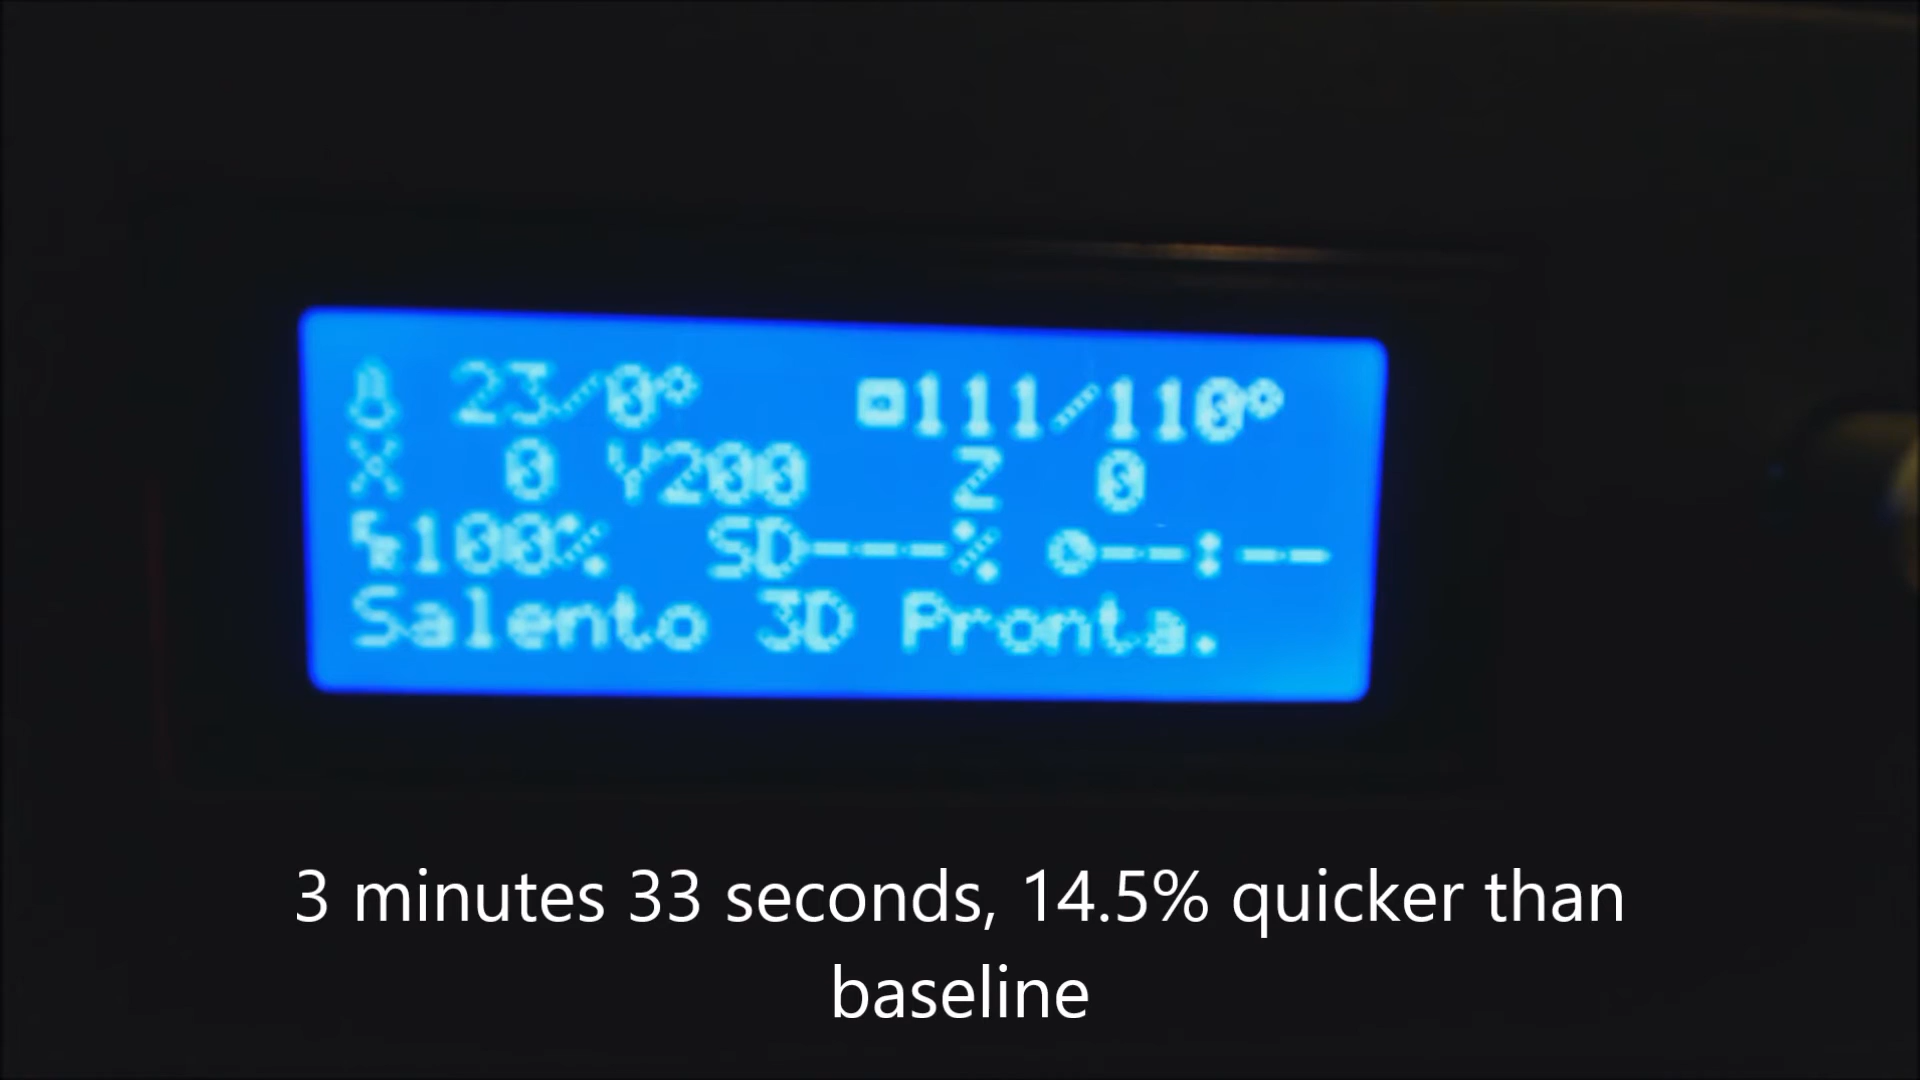 23/0° 111/110°
X 0 Y200 Z 0
100% SD---% --:--
Salento 3D Pronta.
3 minutes 33 seconds, 14.5% quicker than
baseline